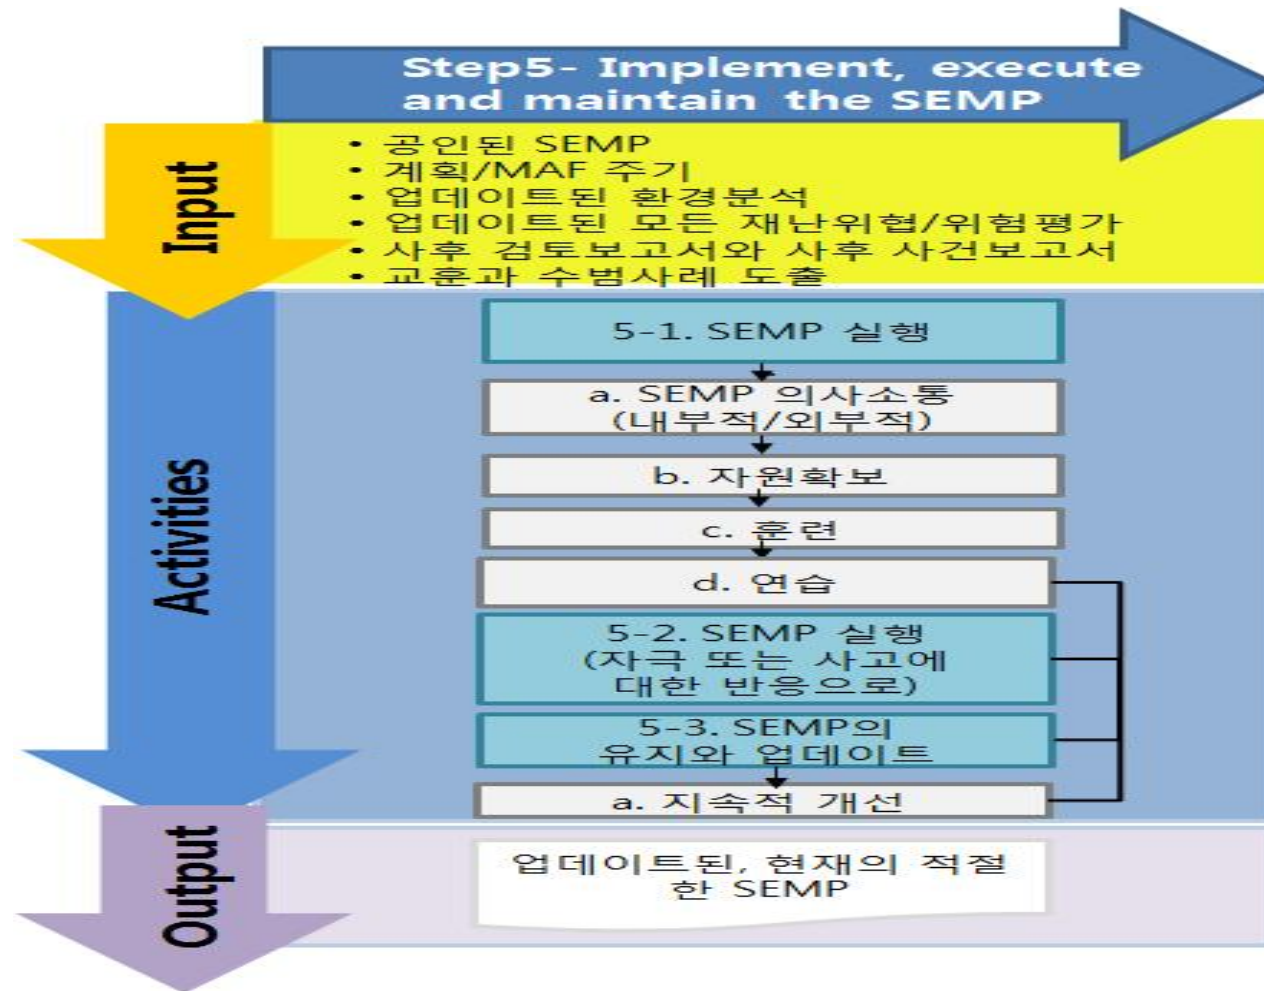 Step5- Implement, execute
and maintain the SEMP
Input
• 공인된 SEMP
• 계획/MAF 주기
• 업데이트된 환경분석
• 업데이트된 모든 재난위협/위험평가
• 사후 검토보고서와 사후 사건보고서
• 교훈과 수범사례 도출
Activities
5-1. SEMP 실행
a. SEMP 의사소통
(내부적/외부적)
b. 자원확보
c. 훈련
d. 연습
5-2. SEMP 실행
(자극 또는 사고에
대한 반응으로)
5-3. SEMP의
유지와 업데이트
a. 지속적 개선
Output
업데이트된, 현재의 적절
한 SEMP